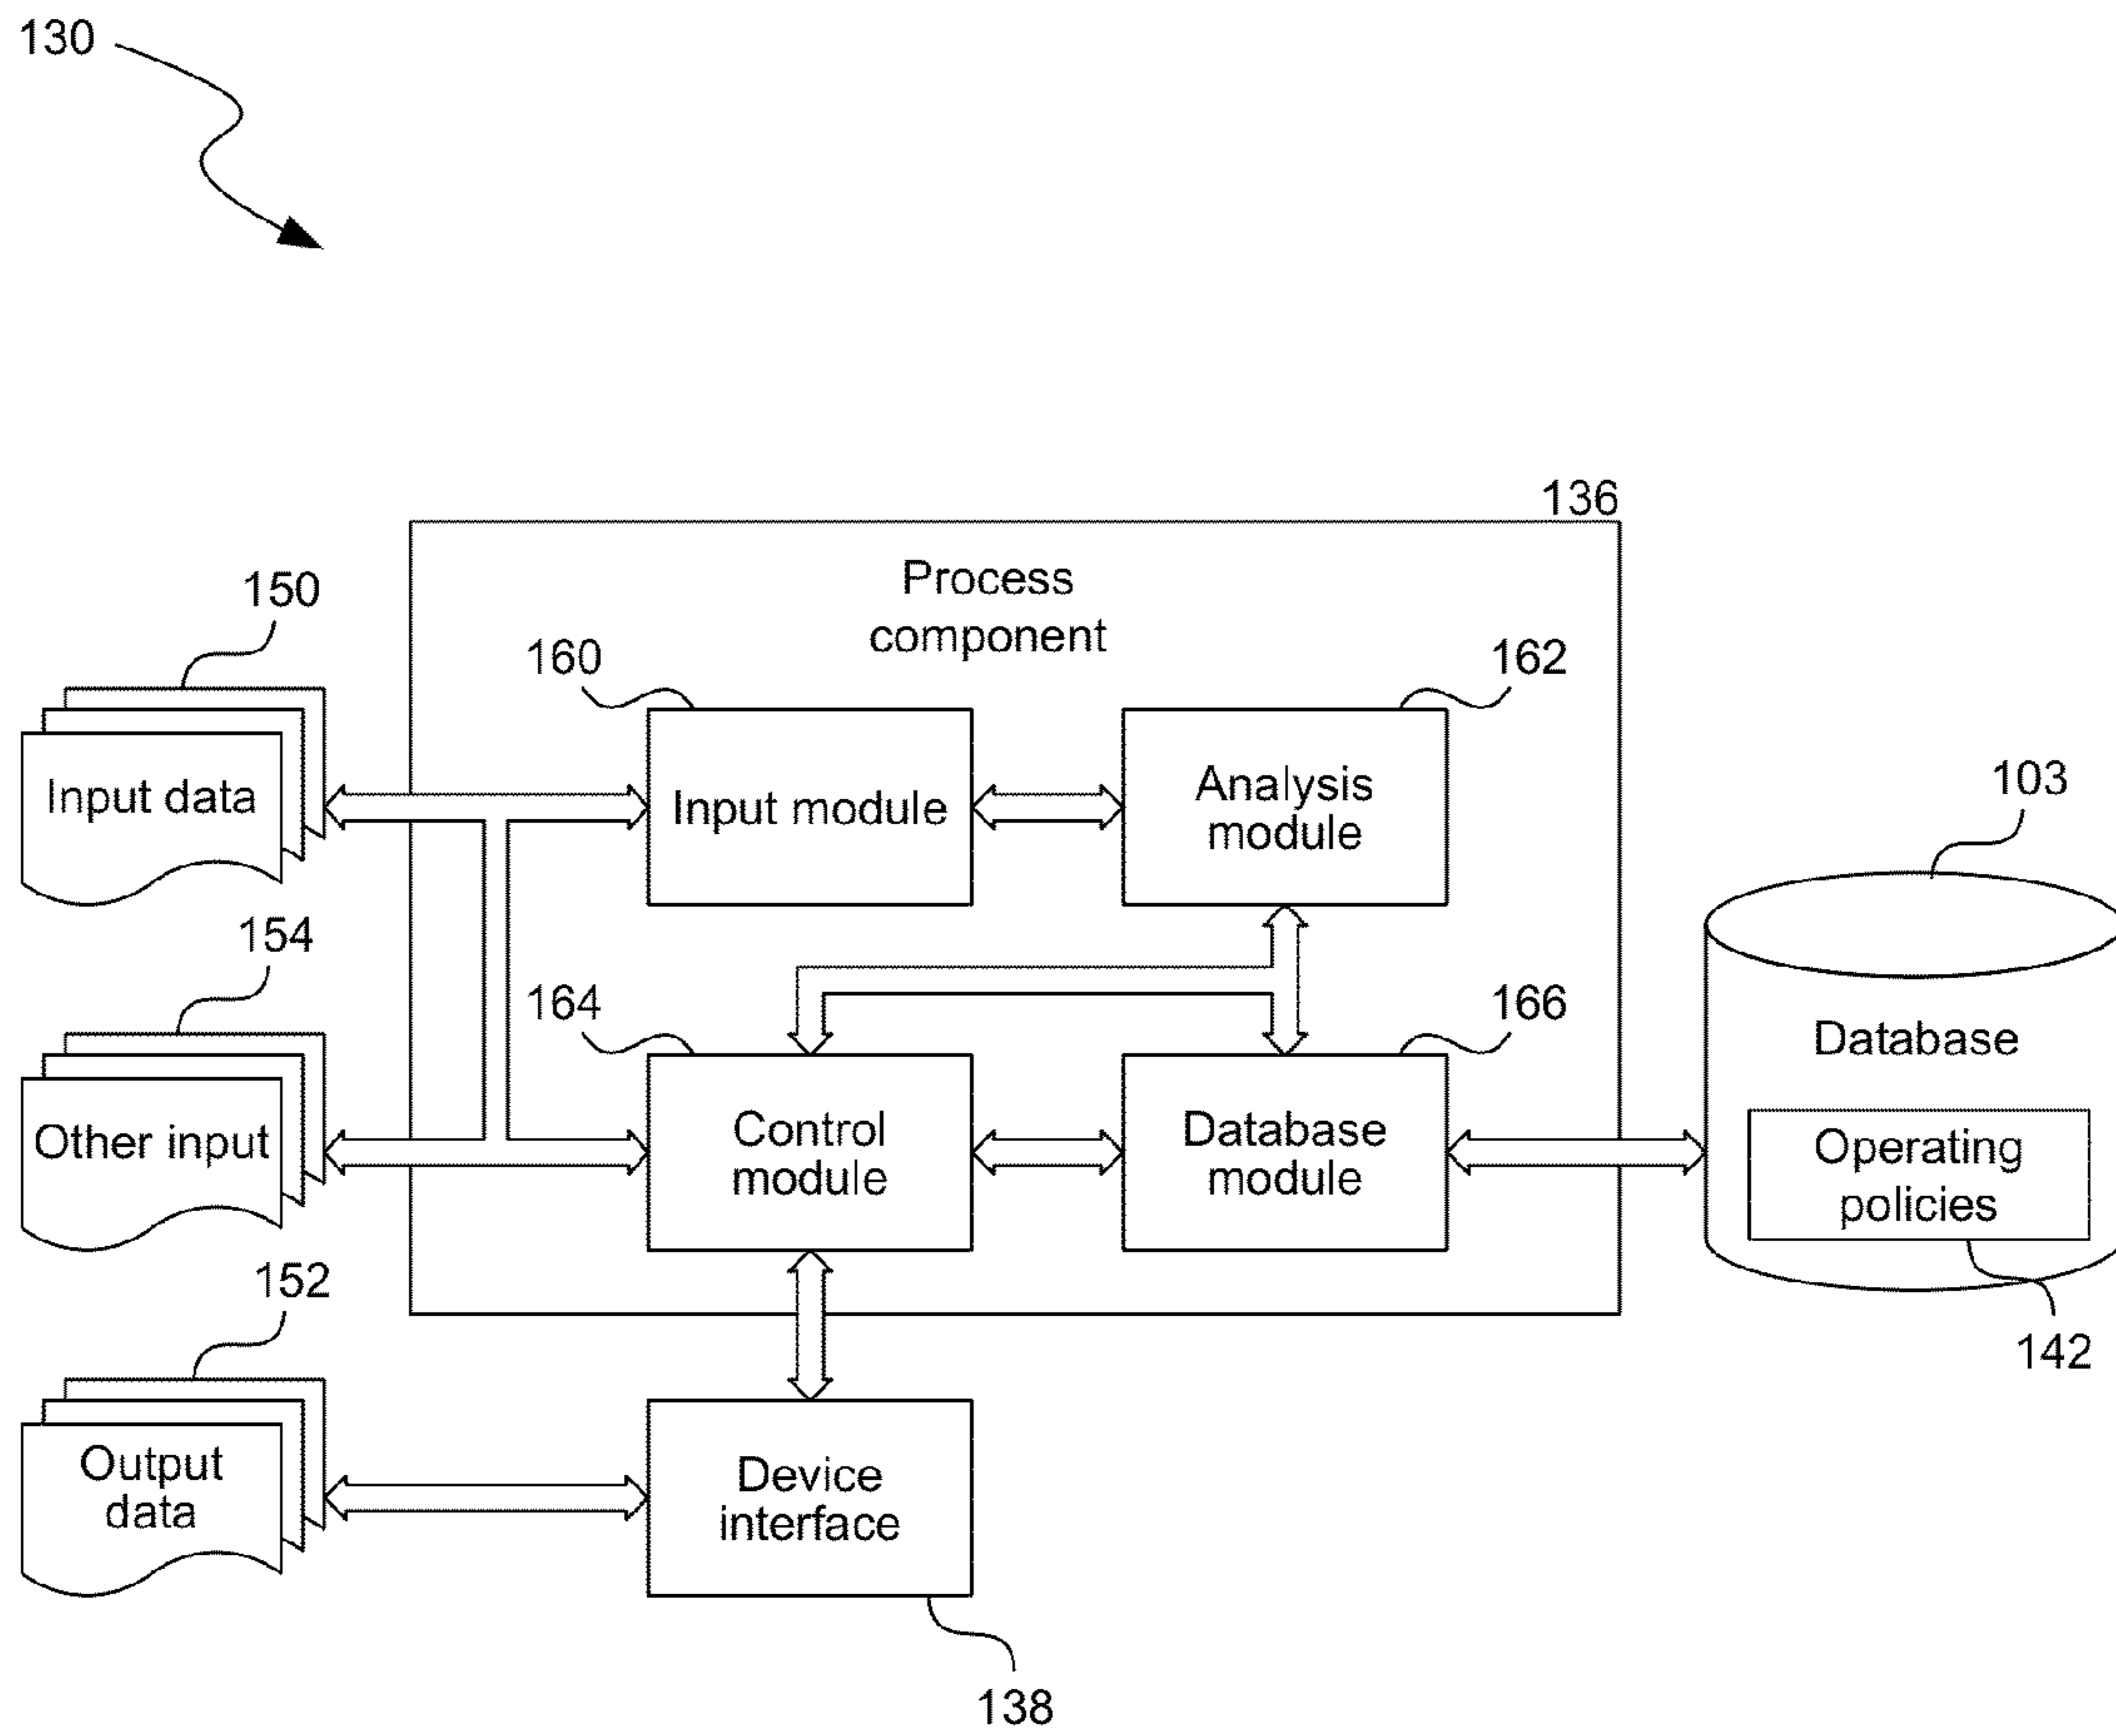 130
136
Process
component
150
160
162
Input data
Input module
Analysis
module
103
154
164
166
Database
Other input
Control
module
Database
module
Operating
policies
152
142
Output
data
Device
interface
138